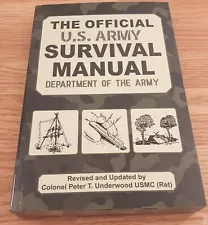 THE OFFICIAL
U.S. ARMY
SURVIVAL
MANUAL
DEPARTMENT OF THE ARMY
Revised and Updated by
Colonel Peter T. Underwood USMC (Ret)